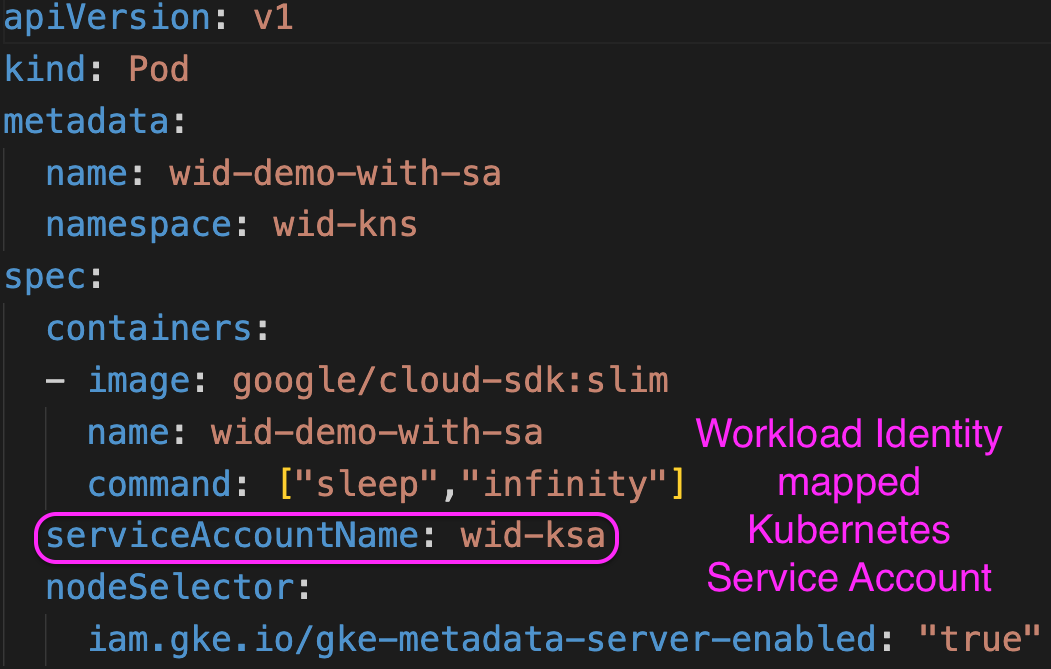 apiVersion: v1
kind: Pod
metadata:
  name: wid-demo-with-sa
  namespace: wid-kns
spec:
  containers:
  - image: google/cloud-sdk:slim
    name: wid-demo-with-sa
    command: ["sleep","infinity"]
  serviceAccountName: wid-ksa
  nodeSelector:
    iam.gke.io/gke-metadata-server-enabled: "true"
Workload Identity
mapped
Kubernetes
Service Account